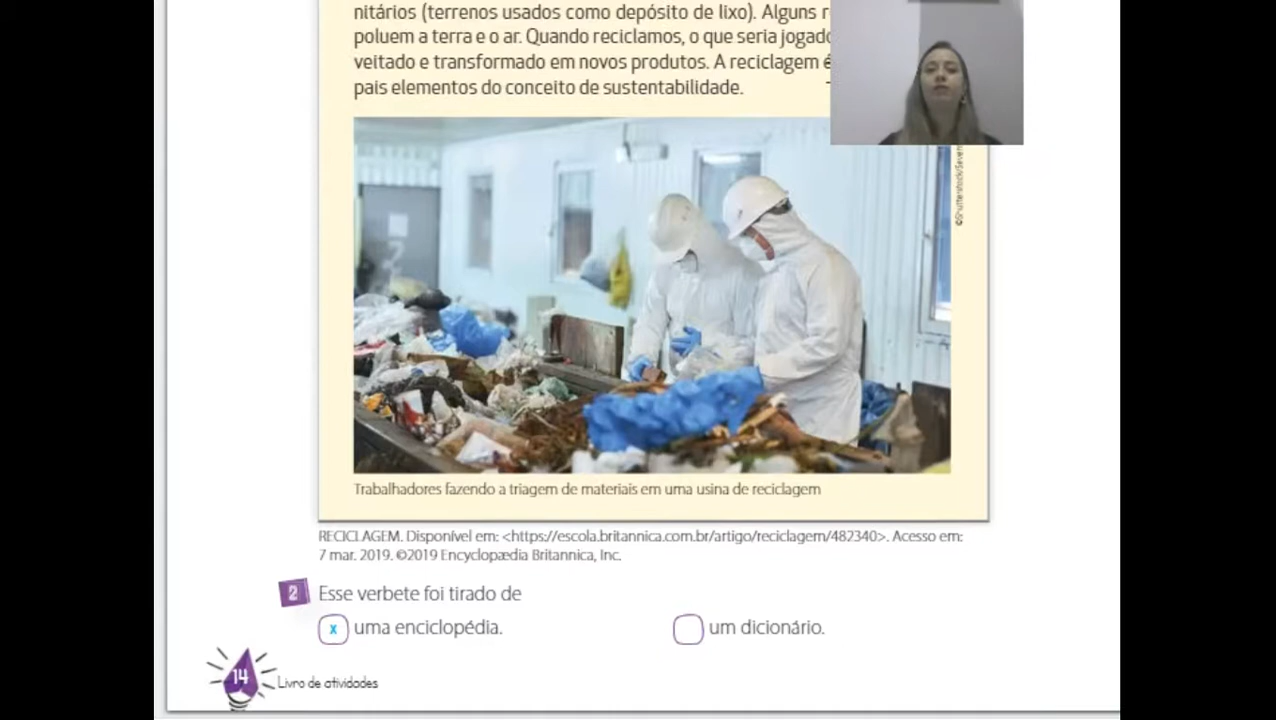 nitários (terrenos usados como depósito de lixo). Alguns
poluem a terra e o ar. Quando reciclamos, o que seria jogado
veitado e transformado em novos produtos. A reciclagem é
pais elementos do conceito de sustentabilidade.
Trabalhadores fazendo a triagem de materiais em uma usina de reciclagem
RECICLAGEM. Disponível em: <https://escola.britannica.com.br/artigo/reciclagem/482340>. Acesso em:
7 mar. 2019. ©2019 Encyclopædia Britannica, Inc.
2 Esse verbete foi tirado de
x uma enciclopédia.
um dicionário.
14 Livro de atividades